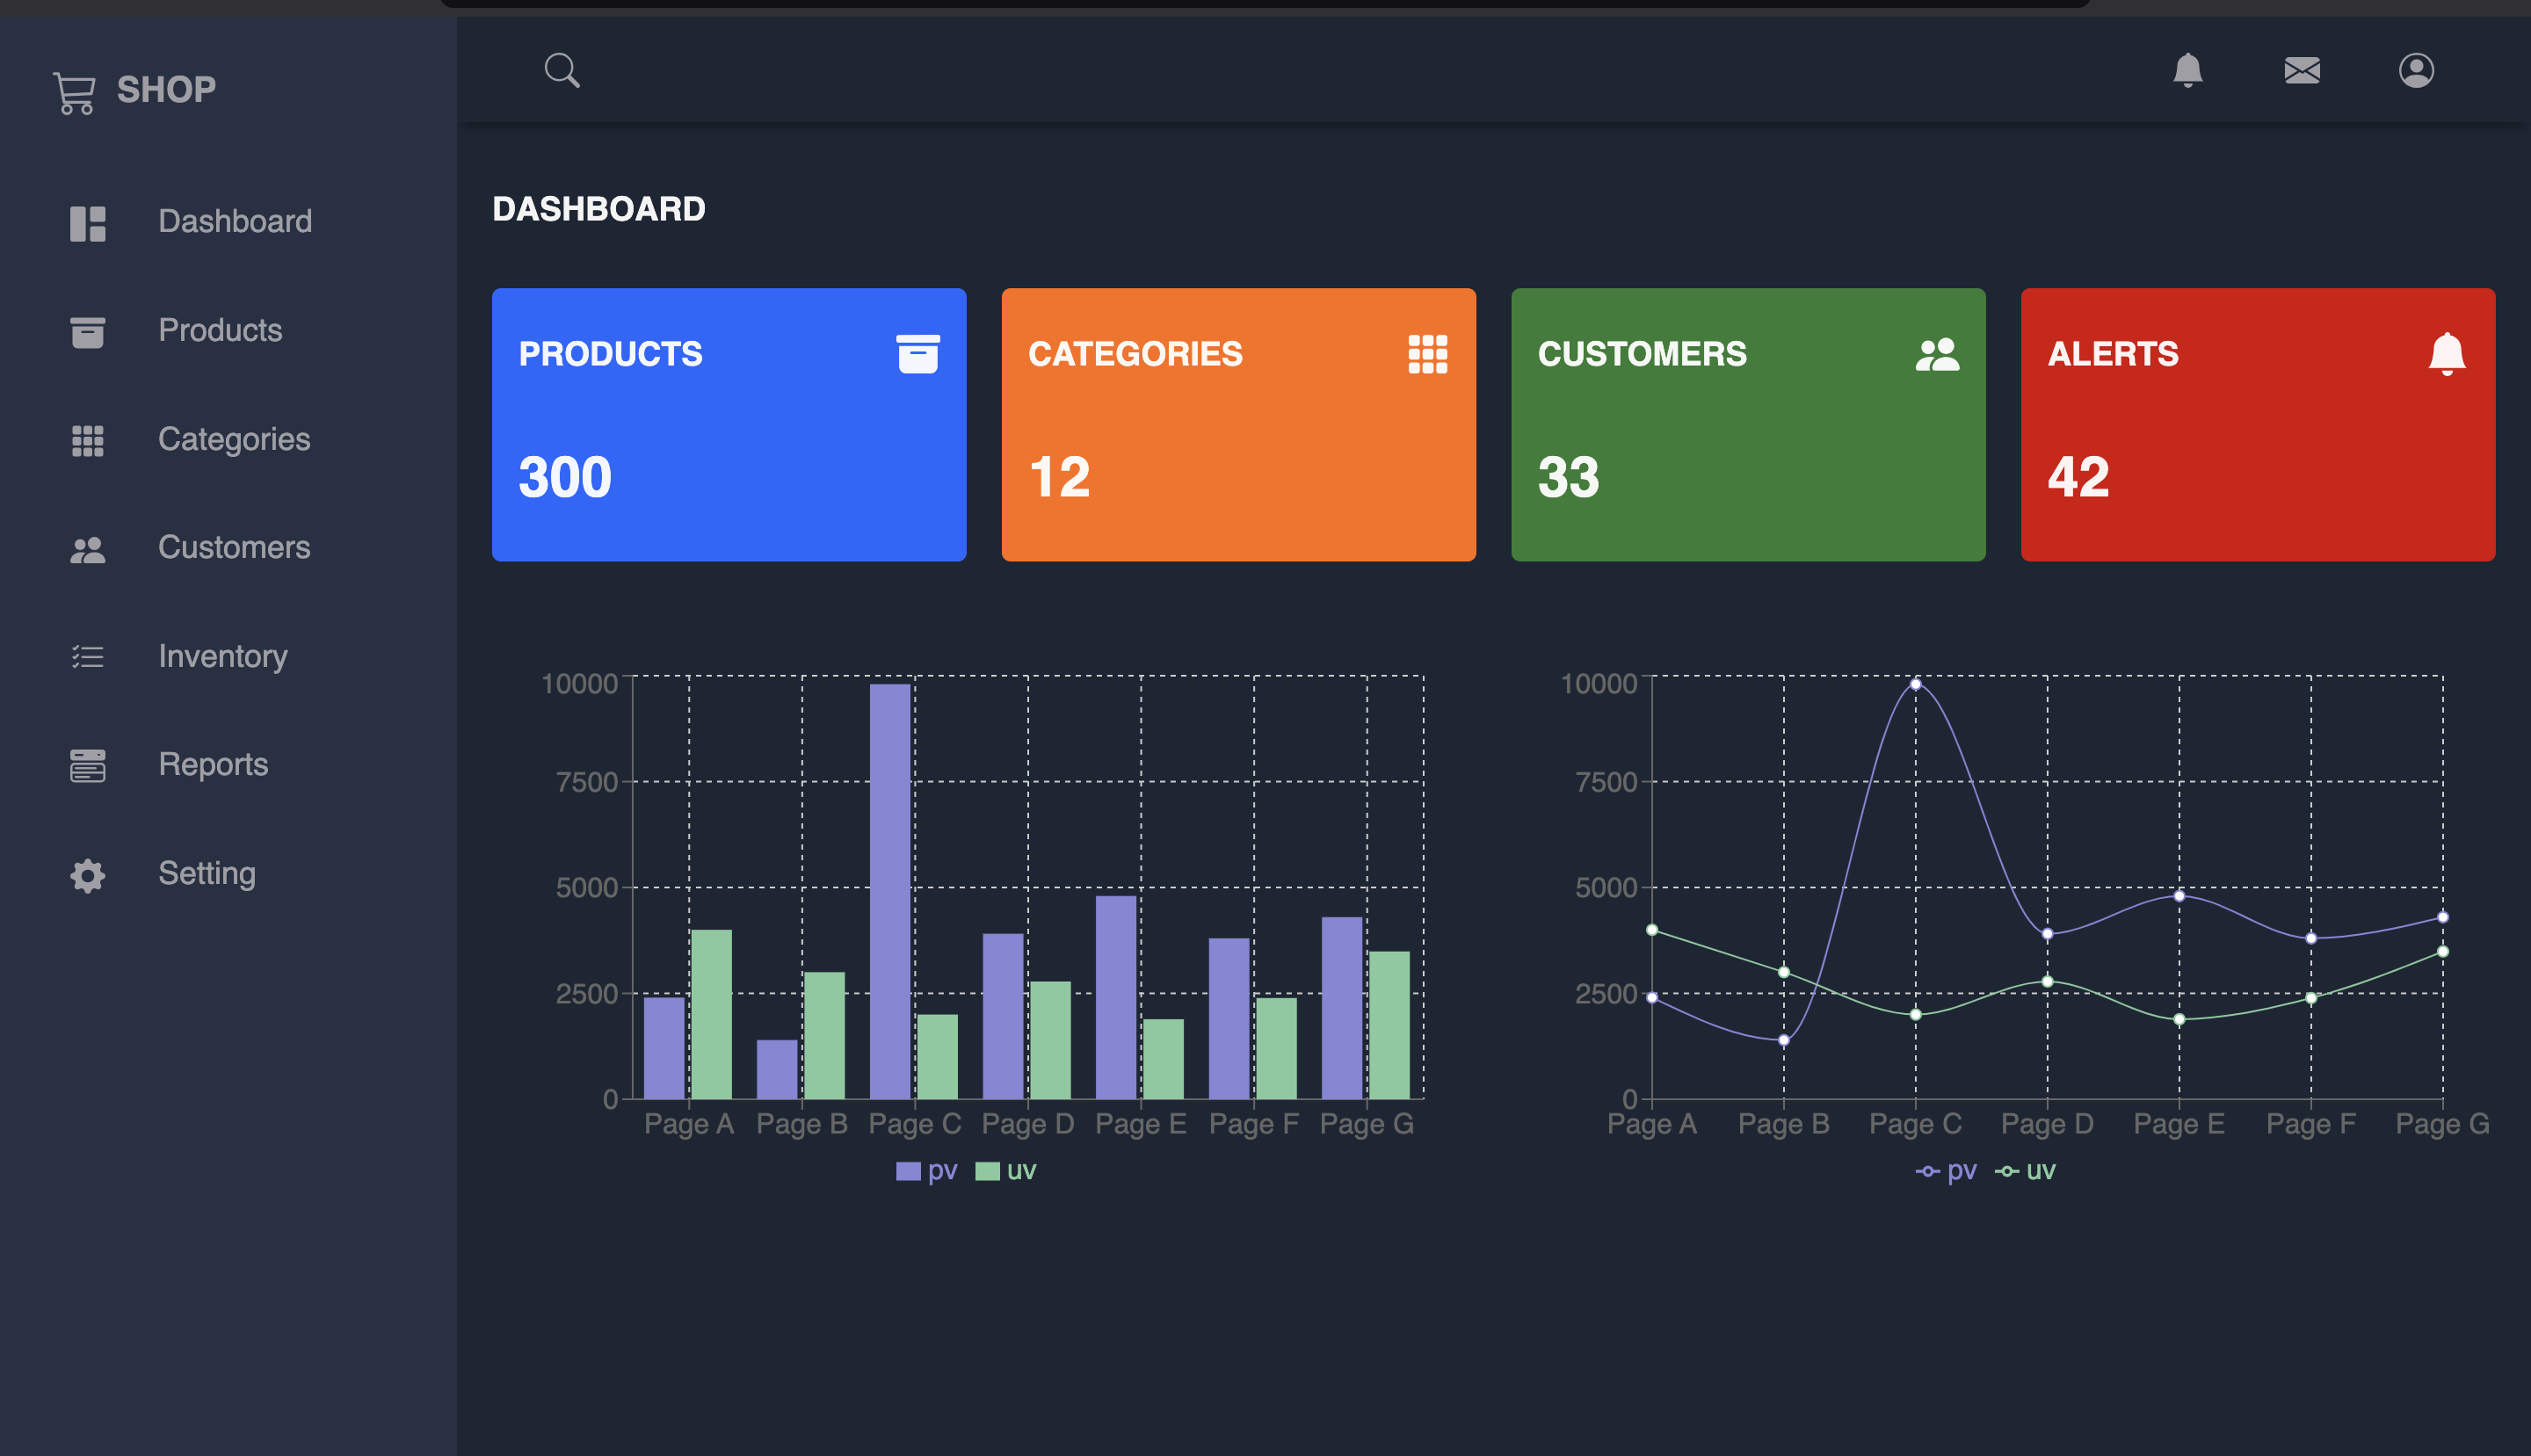 SHOP
Dashboard
Products
Categories
Customers
Inventory
Reports
Setting
DASHBOARD
PRODUCTS
300
CATEGORIES
12
CUSTOMERS
33
ALERTS
42
10000
7500
5000
2500
0
Page A Page B Page C Page D Page E Page F Page G
pv uv
10000
7500
5000
2500
0
Page A Page B Page C Page D Page E Page F Page G
pv uv